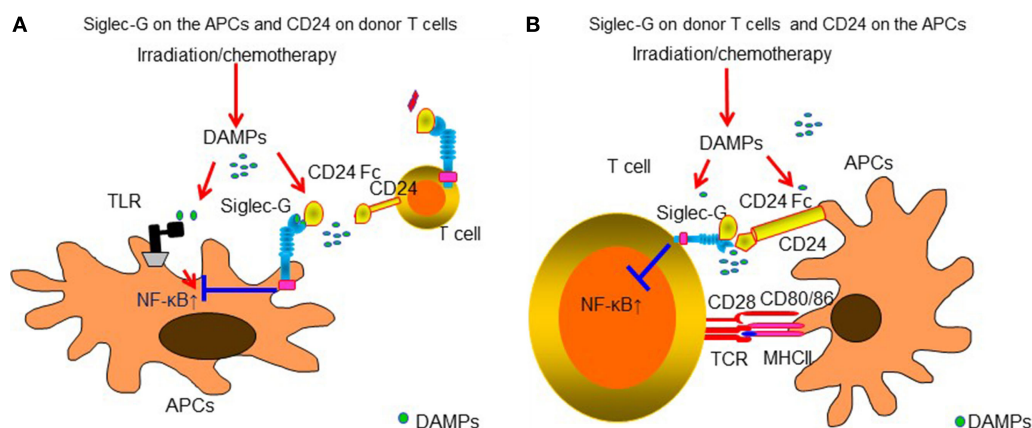 A
Siglec-G on the APCs and CD24 on donor T cells
Irradiation/chemotherapy
DAMPs
CD24 Fc
CD24
TLR
Siglec-G
T cell
NF-κB↑
APCs
DAMPs
B
Siglec-G on donor T cells and CD24 on the APCs
Irradiation/chemotherapy
DAMPs
APCs
T cell
CD24 Fc
Siglec-G
CD24
NF-κB↑
CD28
CD80/86
TCR
MHCII
DAMPs